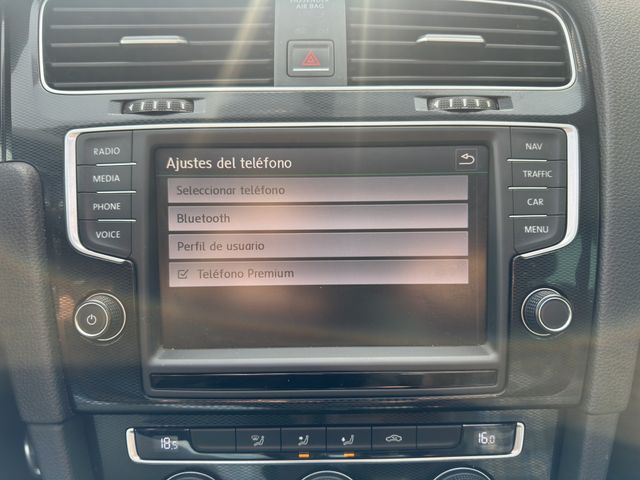 PASSENGER
AIR BAG
RADIO
MEDIA
PHONE
VOICE
Ajustes del teléfono
Seleccionar teléfono
Bluetooth
Perfil de usuario
Teléfono Premium
NAV
TRAFFIC
CAR
MENU
18.5
16.0